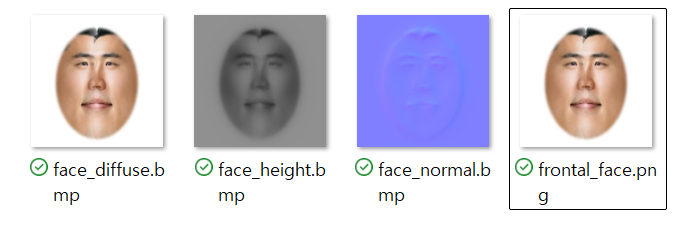 face_diffuse.b
mp
face_height.b
mp
face_normal.b
mp
frontal_face.pn
g